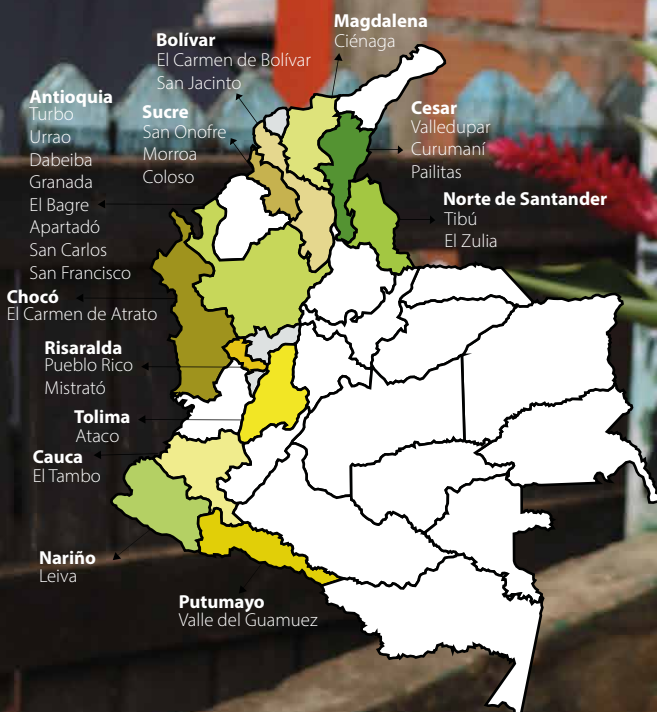 Magdalena
Ciénaga
Bolívar
El Carmen de Bolívar
San Jacinto
Antioquia
Turbo
Urrao
Dabeiba
Granada
El Bagre
Apartadó
San Carlos
San Francisco
Sucre
San Onofre
Morroa
Coloso
Cesar
Valledupar
Curumaní
Pailitas
Norte de Santander
Tibú
El Zulia
Chocó
El Carmen de Atrato
Risaralda
Pueblo Rico
Mistrató
Tolima
Ataco
Cauca
El Tambo
Nariño
Leiva
Putumayo
Valle del Guamuez